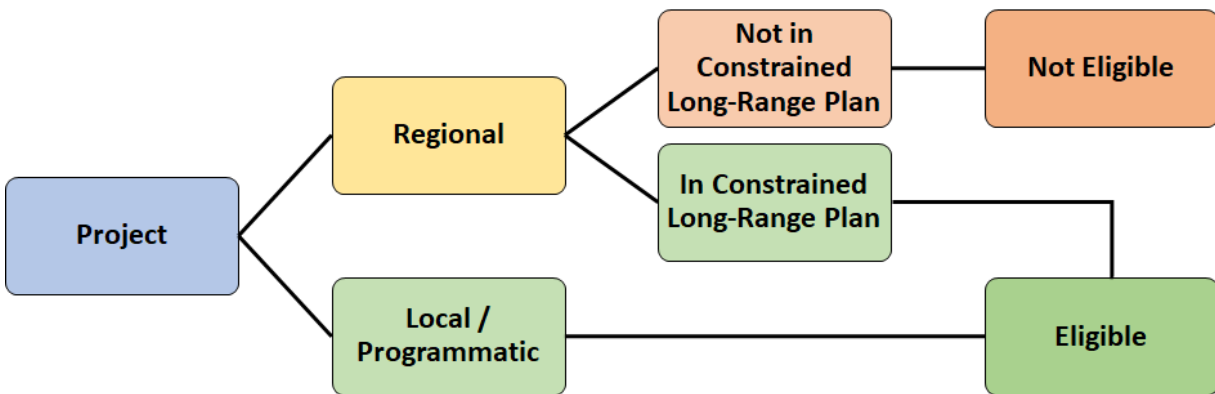 Project
Regional
Local /
Programmatic
Not in
Constrained
Long-Range Plan
In Constrained
Long-Range Plan
Not Eligible
Eligible